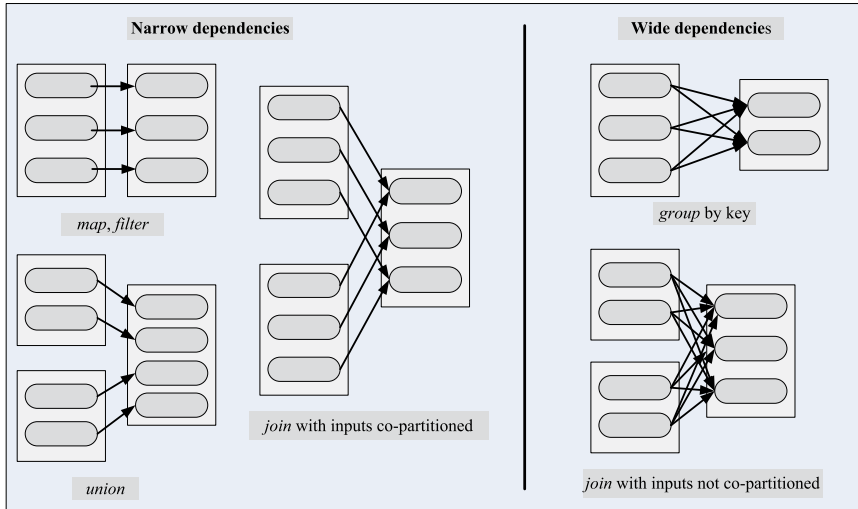 Narrow dependencies
map, filter
union
join with inputs co-partitioned
Wide dependencies
group by key
join with inputs not co-partitioned